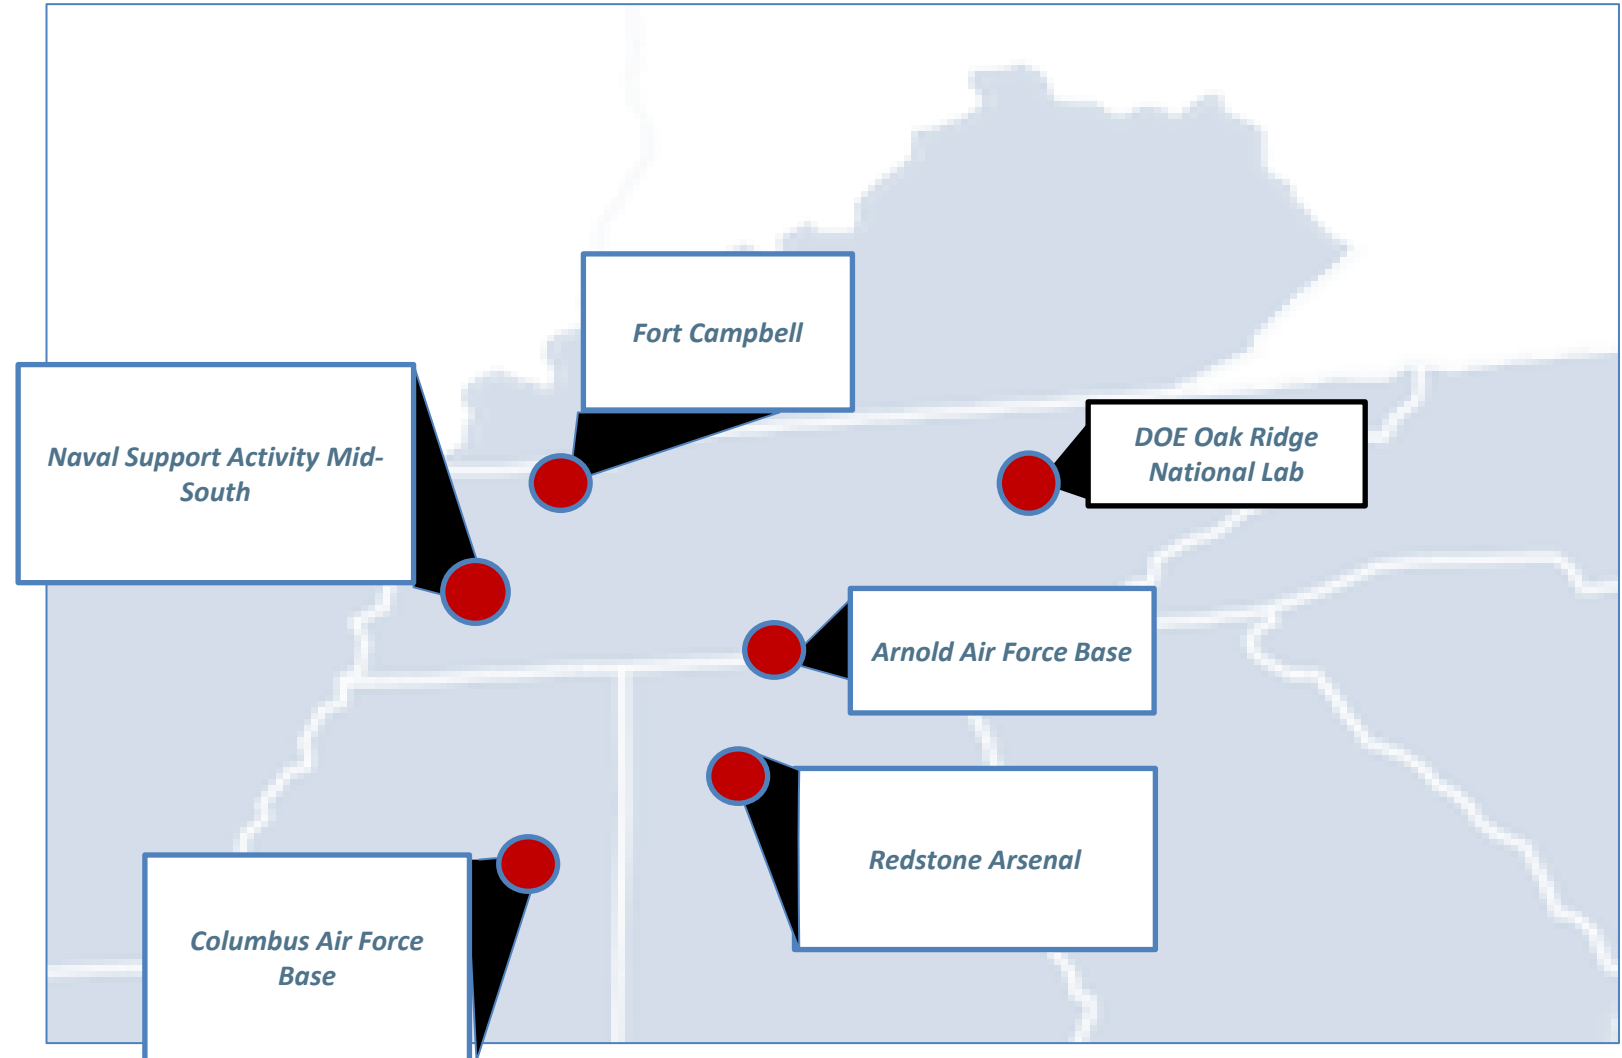 Fort Campbell
Naval Support Activity Mid-
South
DOE Oak Ridge
National Lab
Arnold Air Force Base
Redstone Arsenal
Columbus Air Force
Base